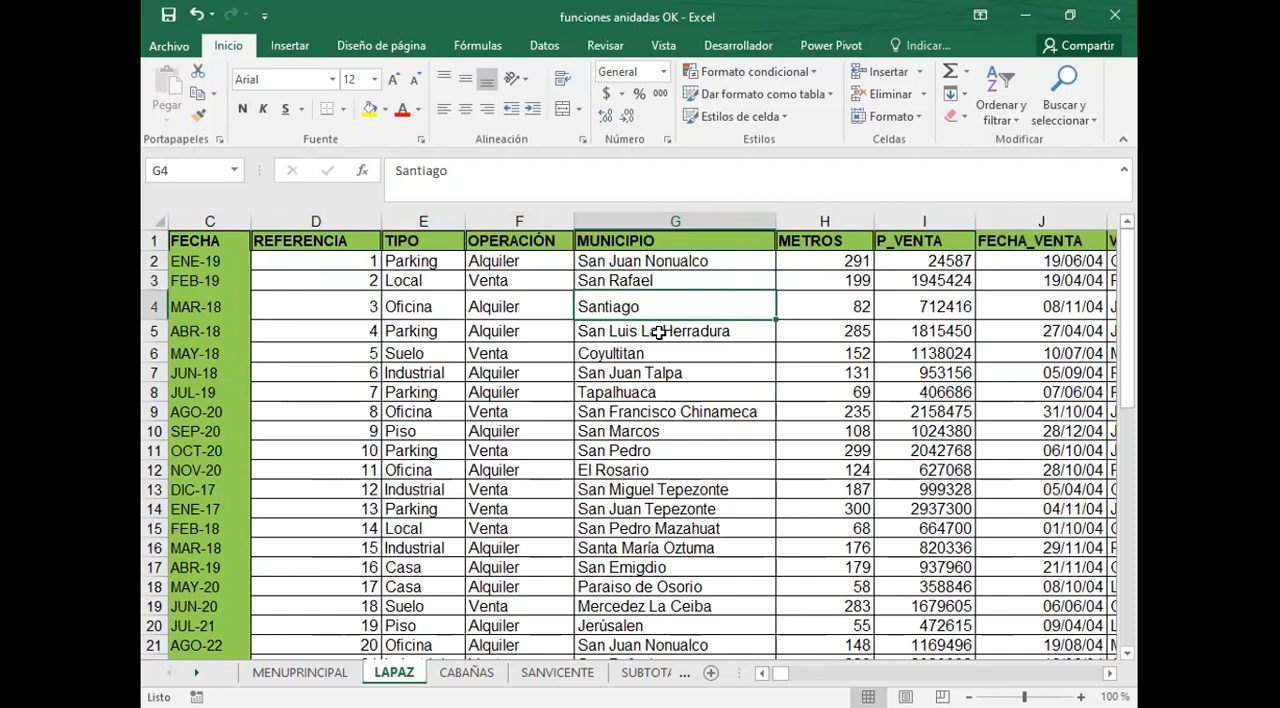 funciones anidadas OK - Excel
Archivo Inicio Insertar Diseño de página Fórmulas Datos Revisar Vista Desarrollador Power Pivot Indicar... Compartir
Pegar
Arial 12
N K S
General
$ % 000
Formato condicional
Dar formato como tabla
Estilos de celda
Insertar
Eliminar
Formato
Ordenar y filtrar
Buscar y seleccionar
Portapapeles Fuente Alineación Número Estilos Celdas Modificar
G4 fx Santiago
C D E F G H I J
1 FECHA REFERENCIA TIPO OPERACIÓN MUNICIPIO METROS P_VENTA FECHA_VENTA
2 ENE-19 1 Parking Alquiler San Juan Nonualco 291 24587 19/06/04
3 FEB-19 2 Local Venta San Rafael 199 1945424 19/04/04
4 MAR-18 3 Oficina Alquiler Santiago 82 712416 08/11/04
5 ABR-18 4 Parking Alquiler San Luis La Herradura 285 1815450 27/04/04
6 MAY-18 5 Suelo Venta Coyultitan 152 1138024 10/07/04
7 JUN-18 6 Industrial Alquiler San Juan Talpa 131 953156 05/09/04
8 JUL-19 7 Parking Alquiler Tapalhuaca 69 406686 07/06/04
9 AGO-20 8 Oficina Venta San Francisco Chinameca 235 2158475 31/10/04
10 SEP-20 9 Piso Alquiler San Marcos 108 1024380 28/12/04
11 OCT-20 10 Parking Venta San Pedro 299 2042768 06/10/04
12 NOV-20 11 Oficina Alquiler El Rosario 124 627068 28/10/04
13 DIC-17 12 Industrial Venta San Miguel Tepezonte 187 999328 05/04/04
14 ENE-17 13 Parking Alquiler San Juan Tepezonte 300 2937300 04/11/04
15 FEB-18 14 Local Venta San Pedro Mazahuat 68 664700 01/10/04
16 MAR-18 15 Industrial Alquiler Santa María Oztuma 176 820336 29/11/04
17 ABR-19 16 Casa Alquiler San Emigdio 179 937960 21/11/04
18 MAY-20 17 Casa Alquiler Paraiso de Osorio 58 358846 08/10/04
19 JUN-20 18 Suelo Venta Mercedez La Ceiba 283 1679605 06/06/04
20 JUL-21 19 Piso Alquiler Jerúsalen 55 472615 09/04/04
21 AGO-22 20 Oficina Alquiler San Juan Nonualco 148 1169496 19/08/04
MENUPRINCIPAL LAPAZ CABAÑAS SANVICENTE SUBTOTA ...
Listo 100 %